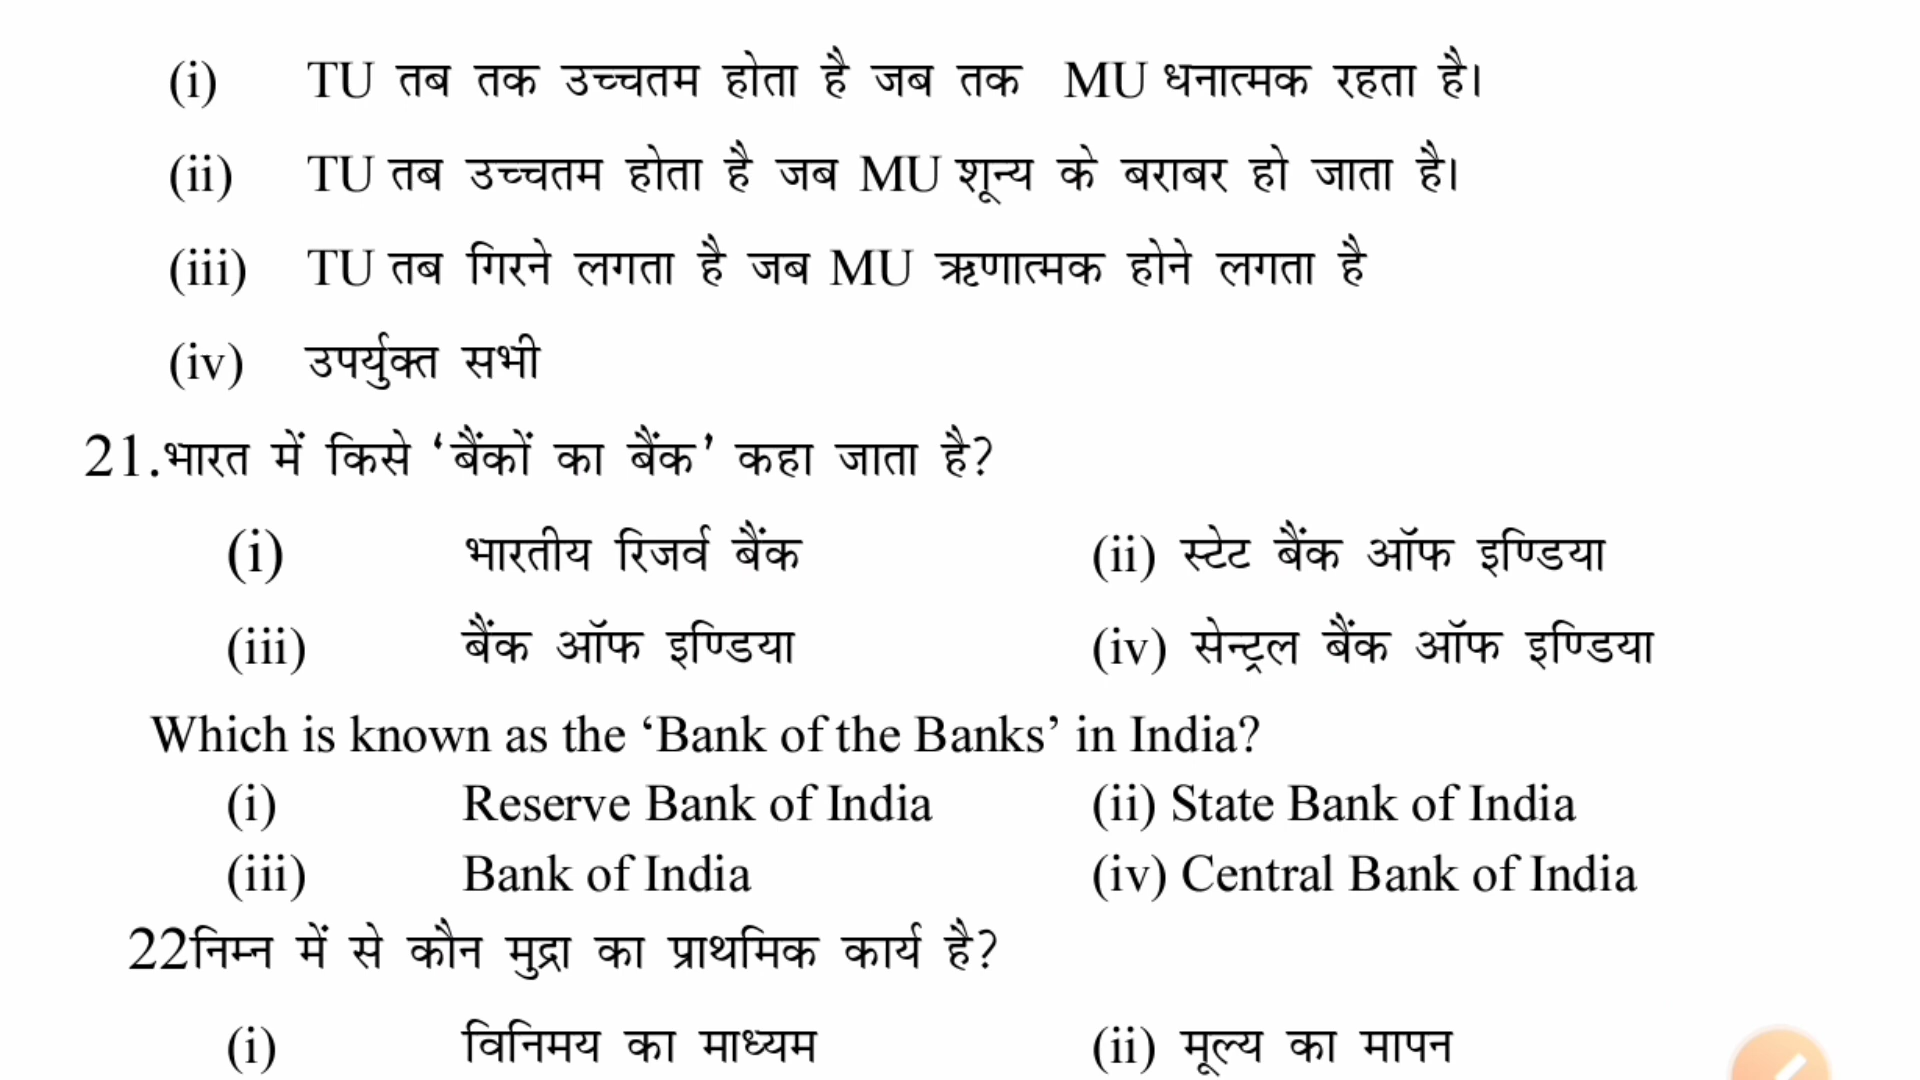 (i) TU तब तक उच्चतम होता है जब तक MU धनात्मक रहता है।
(ii) TU तब उच्चतम होता है जब MU शून्य के बराबर हो जाता है।
(iii) TU तब गिरने लगता है जब MU ऋणात्मक होने लगता है
(iv) उपर्युक्त सभी
21.भारत में किसे ‘बैंकों का बैंक’ कहा जाता है?
(i) भारतीय रिजर्व बैंक (ii) स्टेट बैंक ऑफ इण्डिया
(iii) बैंक ऑफ इण्डिया (iv) सेन्ट्रल बैंक ऑफ इण्डिया
Which is known as the ‘Bank of the Banks’ in India?
(i) Reserve Bank of India (ii) State Bank of India
(iii) Bank of India (iv) Central Bank of India
22निम्न में से कौन मुद्रा का प्राथमिक कार्य है?
(i) विनिमय का माध्यम (ii) मूल्य का मापन